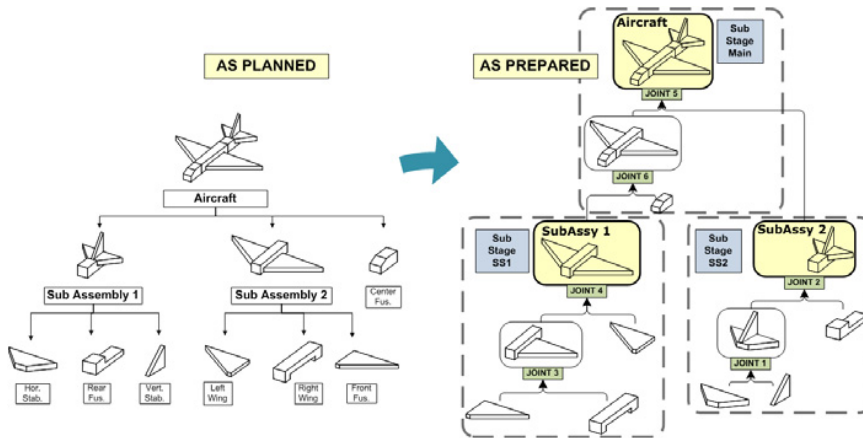 AS PLANNED
Aircraft
Sub Assembly 1
Sub Assembly 2
Center
Fus.
Hor.
Stab.
Rear
Fus.
Vert.
Stab.
Left
Wing
Right
Wing
Front
Fus.
AS PREPARED
Aircraft
Sub
Stage
Main
JOINT 5
JOINT 6
Sub
Stage
SS1
SubAssy 1
JOINT 4
JOINT 3
Sub
Stage
SS2
SubAssy 2
JOINT 2
JOINT 1